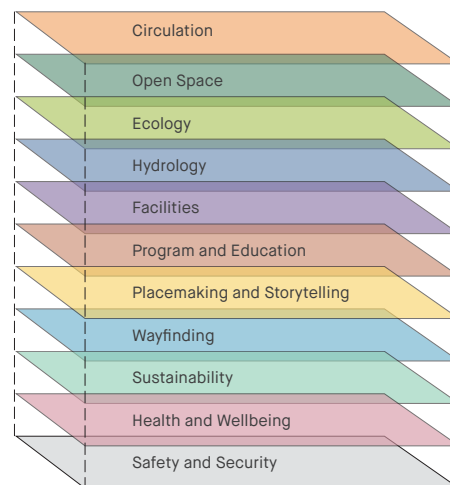 Circulation
Open Space
Ecology
Hydrology
Facilities
Program and Education
Placemaking and Storytelling
Wayfinding
Sustainability
Health and Wellbeing
Safety and Security